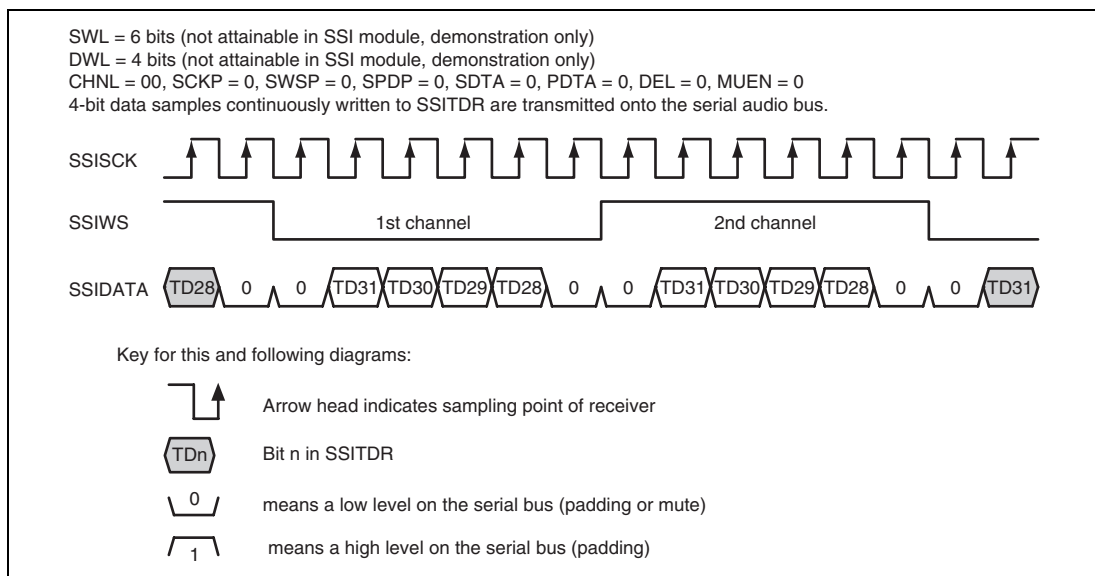 SWL = 6 bits (not attainable in SSI module, demonstration only)
DWL = 4 bits (not attainable in SSI module, demonstration only)
CHNL = 00, SCKP = 0, SWSP = 0, SPDP = 0, SDTA = 0, PDTA = 0, DEL = 0, MUEN = 0
4-bit data samples continuously written to SSITDR are transmitted onto the serial audio bus.
SSISCK
SSIWS 1st channel 2nd channel
SSIDATA TD28 0 0 TD31 TD30 TD29 TD28 0 0 TD31 TD30 TD29 TD28 0 0 TD31
Key for this and following diagrams:
Arrow head indicates sampling point of receiver
TDn Bit n in SSITDR
0 means a low level on the serial bus (padding or mute)
1 means a high level on the serial bus (padding)